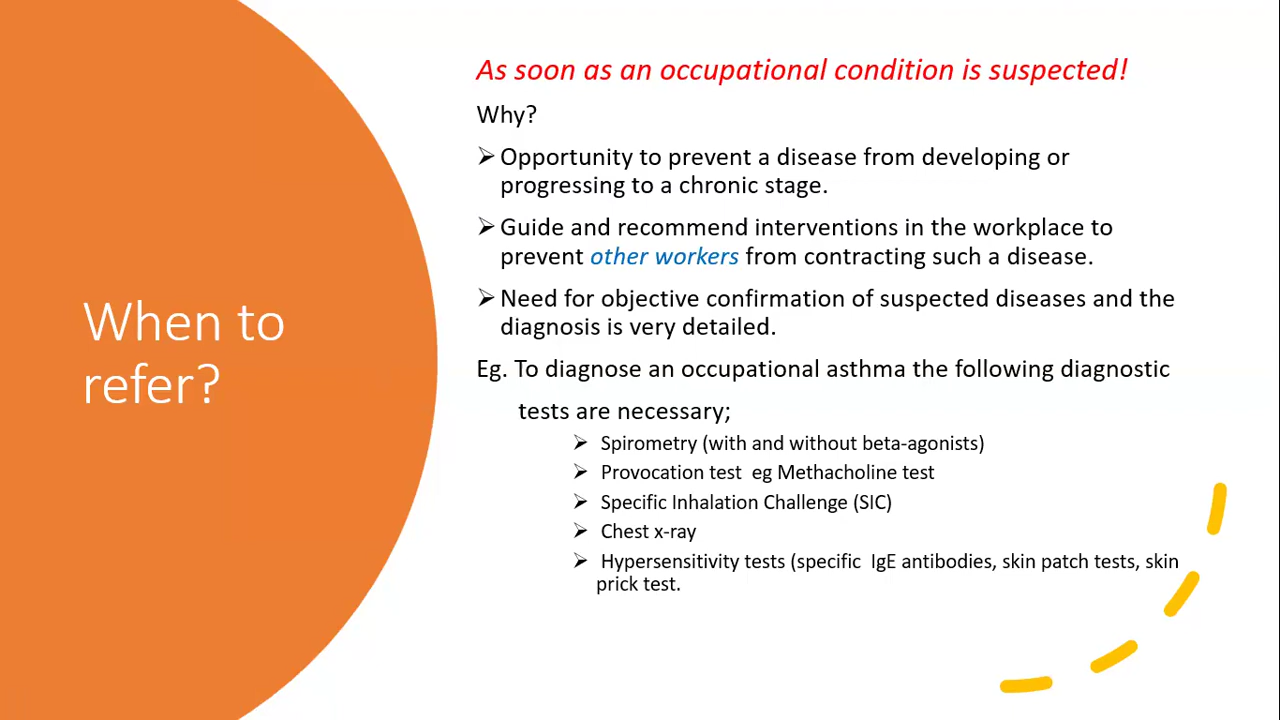 When to
refer?
As soon as an occupational condition is suspected!
Why?
➢ Opportunity to prevent a disease from developing or
progressing to a chronic stage.
➢ Guide and recommend interventions in the workplace to
prevent other workers from contracting such a disease.
➢ Need for objective confirmation of suspected diseases and the
diagnosis is very detailed.
Eg. To diagnose an occupational asthma the following diagnostic
tests are necessary;
➢ Spirometry (with and without beta-agonists)
➢ Provocation test eg Methacholine test
➢ Specific Inhalation Challenge (SIC)
➢ Chest x-ray
➢ Hypersensitivity tests (specific IgE antibodies, skin patch tests, skin
prick test.